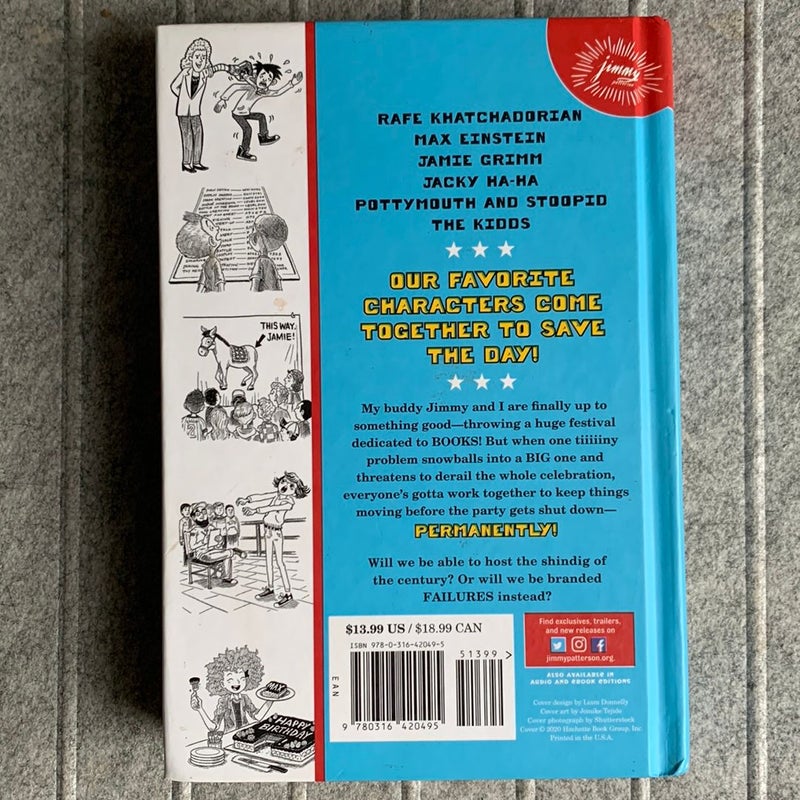 jimmy
patterson
RAFE KHATCHADORIAN
MAX EINSTEIN
JAMIE GRIMM
JACKY HA-HA
POTTYMOUTH AND STOOPID
THE KIDDS
OUR FAVORITE
CHARACTERS COME
TOGETHER TO SAVE
THE DAY!
My buddy Jimmy and I are finally up to
something good—throwing a huge festival
dedicated to BOOKS! But when one tiiiiiny
problem snowballs into a BIG one and
threatens to derail the whole celebration,
everyone's gotta work together to keep things
moving before the party gets shut down—
PERMANENTLY!
Will we be able to host the shindig of
the century? Or will we be branded
FAILURES instead?
THIS WAY,
JAMIE!
MAX
HAPPY
BIRTHDAY
$13.99 US / $18.99 CAN
ISBN 978-0-316-42049-5
51399 >
EAN
9 780316 420495
Find exclusives, trailers,
and new releases on
jimmypatterson.org.
ALSO AVAILABLE IN
AUDIO AND EBOOK EDITIONS
Cover design by Liam Donnelly
Cover art by Jomike Tejido
Cover photograph by Shutterstock
Cover © 2020 Hachette Book Group, Inc.
Printed in the U.S.A.